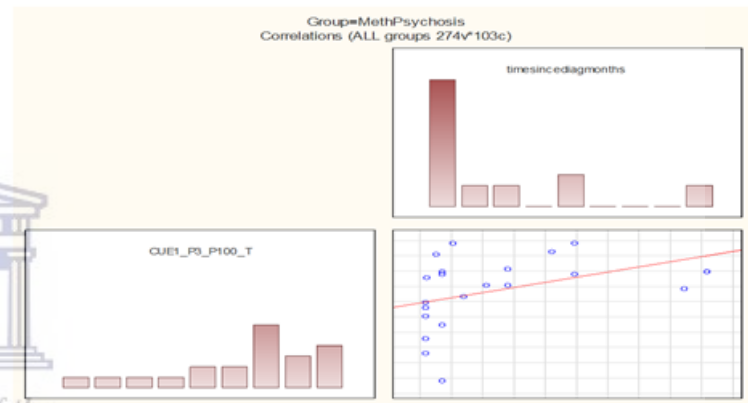 Group=MethPsychosis
Correlations (ALL groups 274v*103c)
timesincediagmonths
CUE1_P3_P100_T